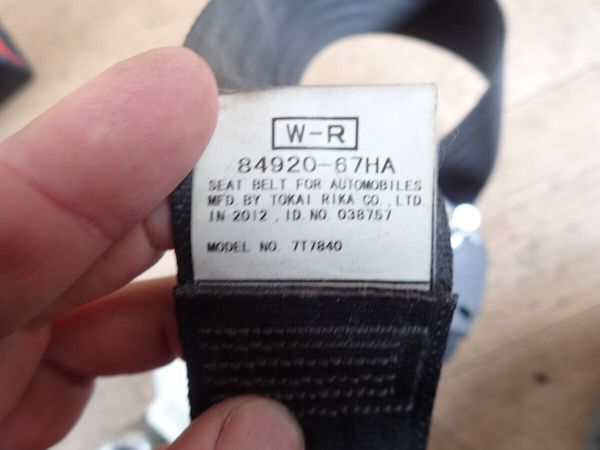 W-R
84920-67HA
SEAT BELT FOR AUTOMOBILES
MFD. BY TOKAI RIKA CO., LTD.
IN 2012 , ID. NO. 038757
MODEL NO. 7T7840